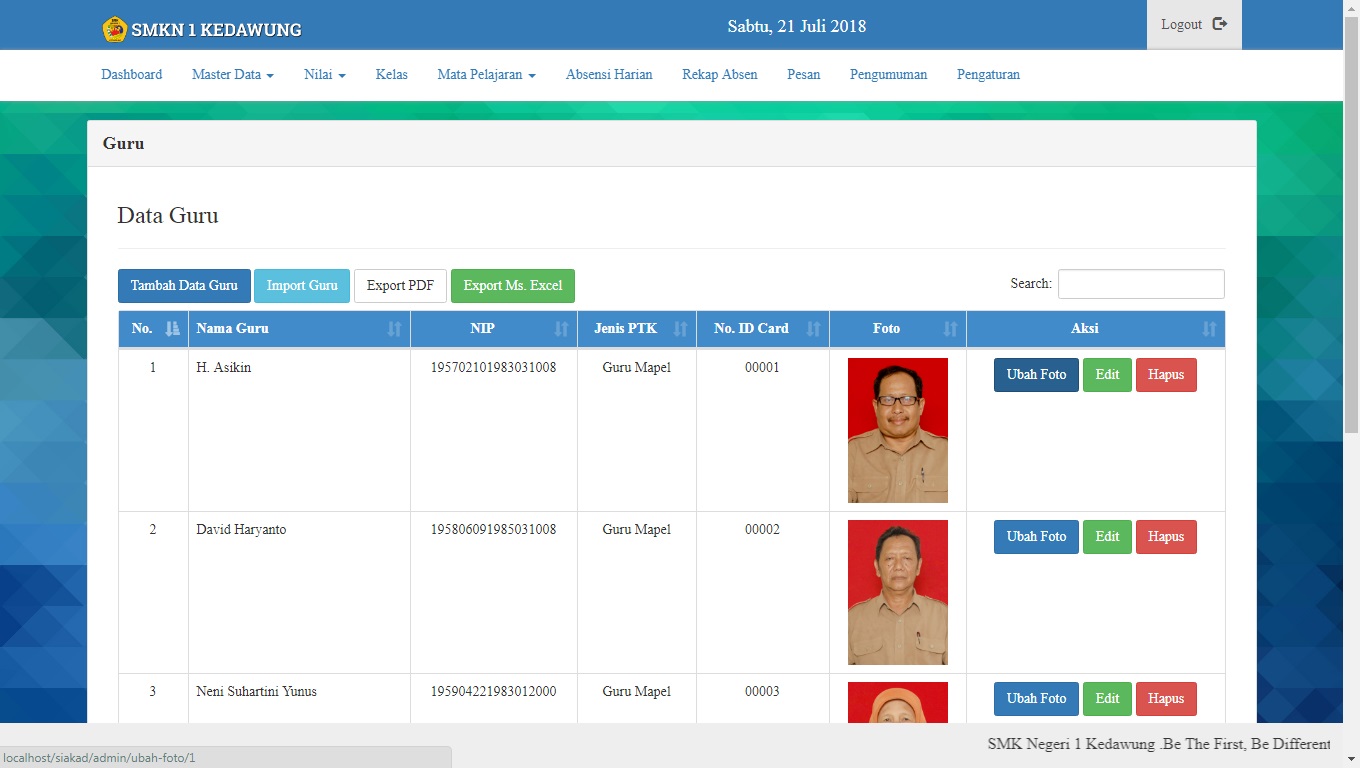 SMKN 1 KEDAWUNG
Sabtu, 21 Juli 2018
Logout
Dashboard Master Data Nilai Kelas Mata Pelajaran Absensi Harian Rekap Absen Pesan Pengumuman Pengaturan
Guru
Data Guru
Tambah Data Guru Import Guru Export PDF Export Ms. Excel Search:
No. Nama Guru NIP Jenis PTK No. ID Card Foto Aksi
1 H. Asikin 195702101983031008 Guru Mapel 00001 Ubah Foto Edit Hapus
2 David Haryanto 195806091985031008 Guru Mapel 00002 Ubah Foto Edit Hapus
3 Neni Suhartini Yunus 195904221983012000 Guru Mapel 00003 Ubah Foto Edit Hapus
SMK Negeri 1 Kedawung .Be The First, Be Different
localhost/siakad/admin/ubah-foto/1